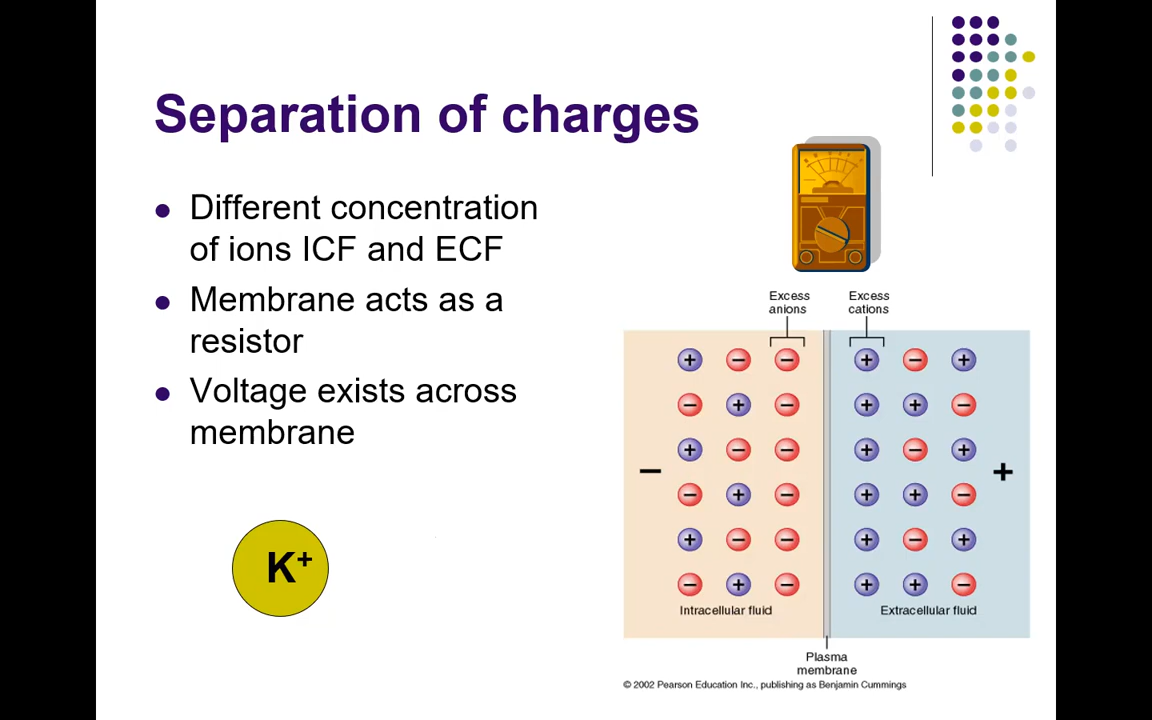 Separation of charges
Different concentration
of ions ICF and ECF
Membrane acts as a
resistor
Voltage exists across
membrane
K+
Excess
anions
Excess
cations
+ − − + − +
− + − + + −
+ − − + − +
− + − + + −
+ − − + − +
− + − + + −
−
+
Intracellular fluid
Extracellular fluid
Plasma
membrane
© 2002 Pearson Education Inc., publishing as Benjamin Cummings